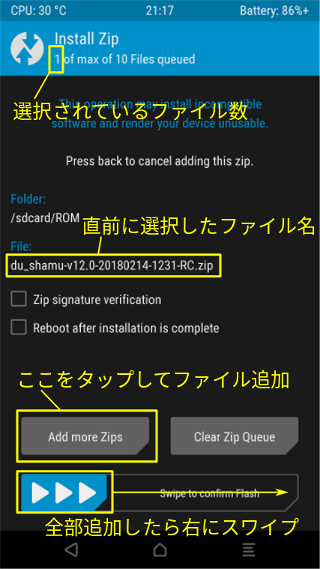 CPU: 30 °C 21:17 Battery: 86%+
Install Zip
1 of max of 10 Files queued
選択されているファイル数
This operation may install incompatible
software and render your device unusable.
Press back to cancel adding this zip.
Folder:
/sdcard/ROM
直前に選択したファイル名
File:
du_shamu-v12.0-20180214-1231-RC.zip
Zip signature verification
Reboot after installation is complete
ここをタップしてファイル追加
Add more Zips Clear Zip Queue
Swipe to confirm Flash
全部追加したら右にスワイプ